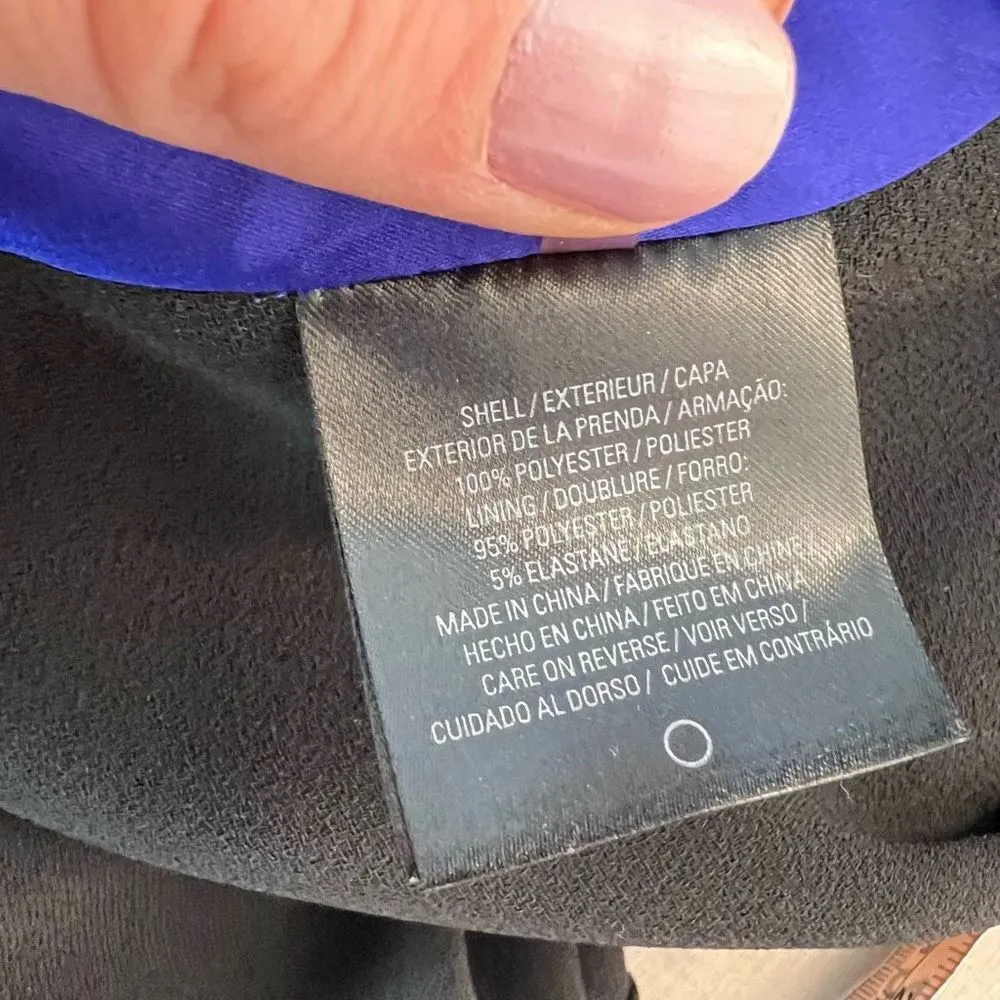 SHELL / EXTERIEUR / CAPA
EXTERIOR DE LA PRENDA / ARMAÇÃO:
100% POLYESTER / POLIESTER
LINING / DOUBLURE / FORRO:
95% POLYESTER / POLIESTER
5% ELASTANE / ELASTANO
MADE IN CHINA / FABRIQUE EN CHINE
HECHO EN CHINA / FEITO EM CHINA
CARE ON REVERSE / VOIR VERSO /
CUIDADO AL DORSO / CUIDE EM CONTRÁRIO